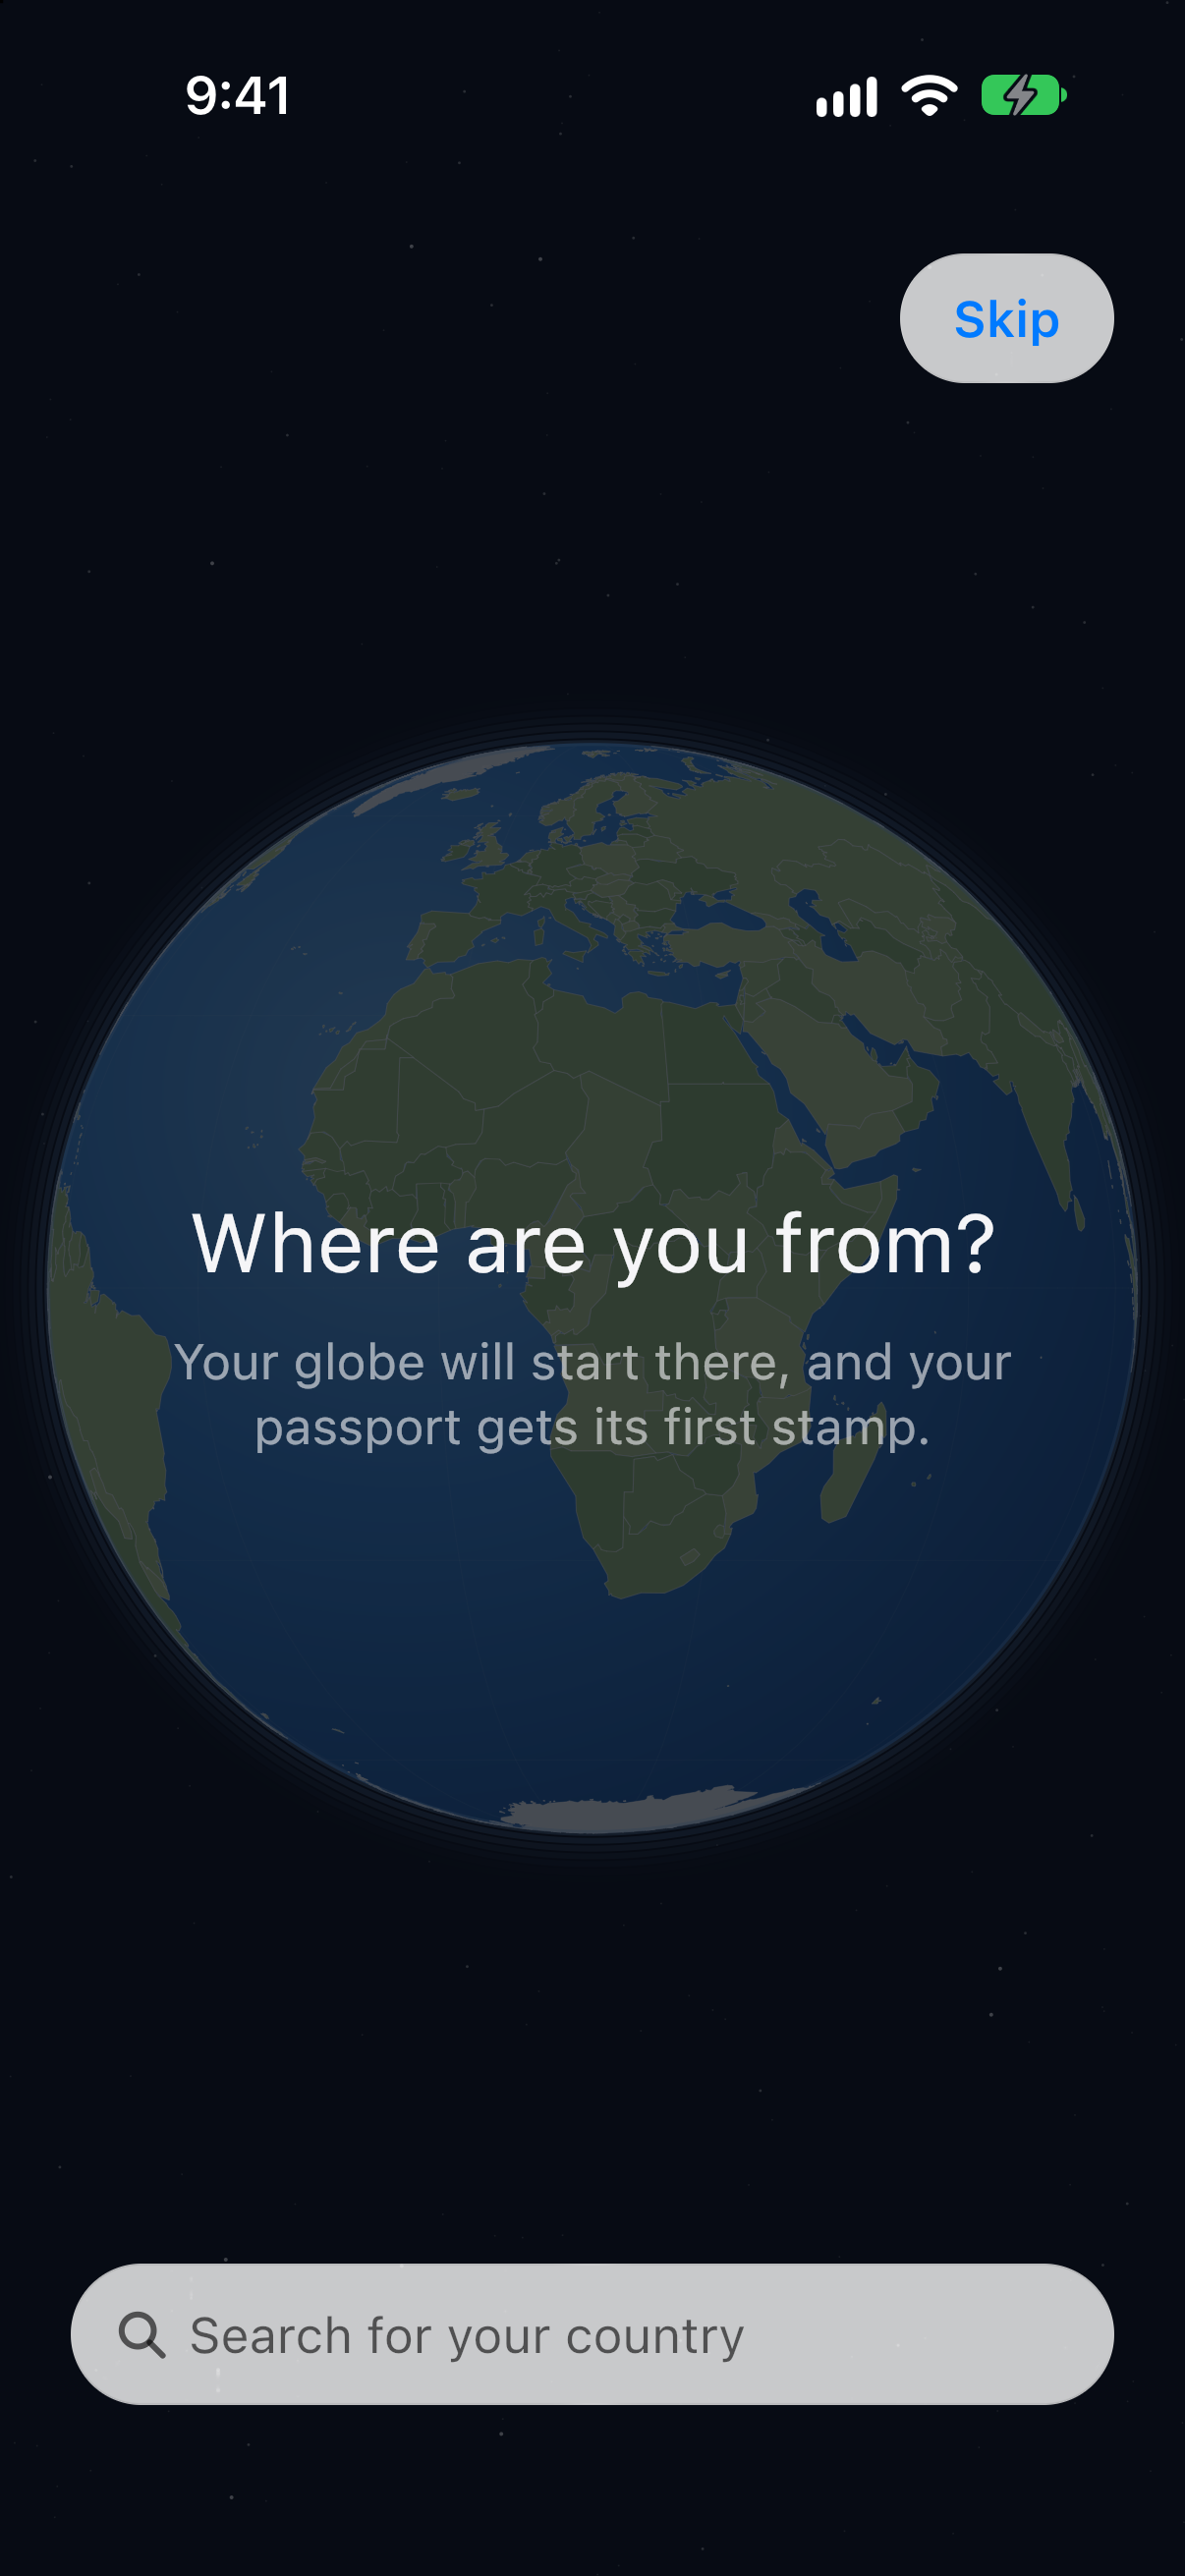 9:41
Skip
Where are you from?
Your globe will start there, and your
passport gets its first stamp.
Search for your country